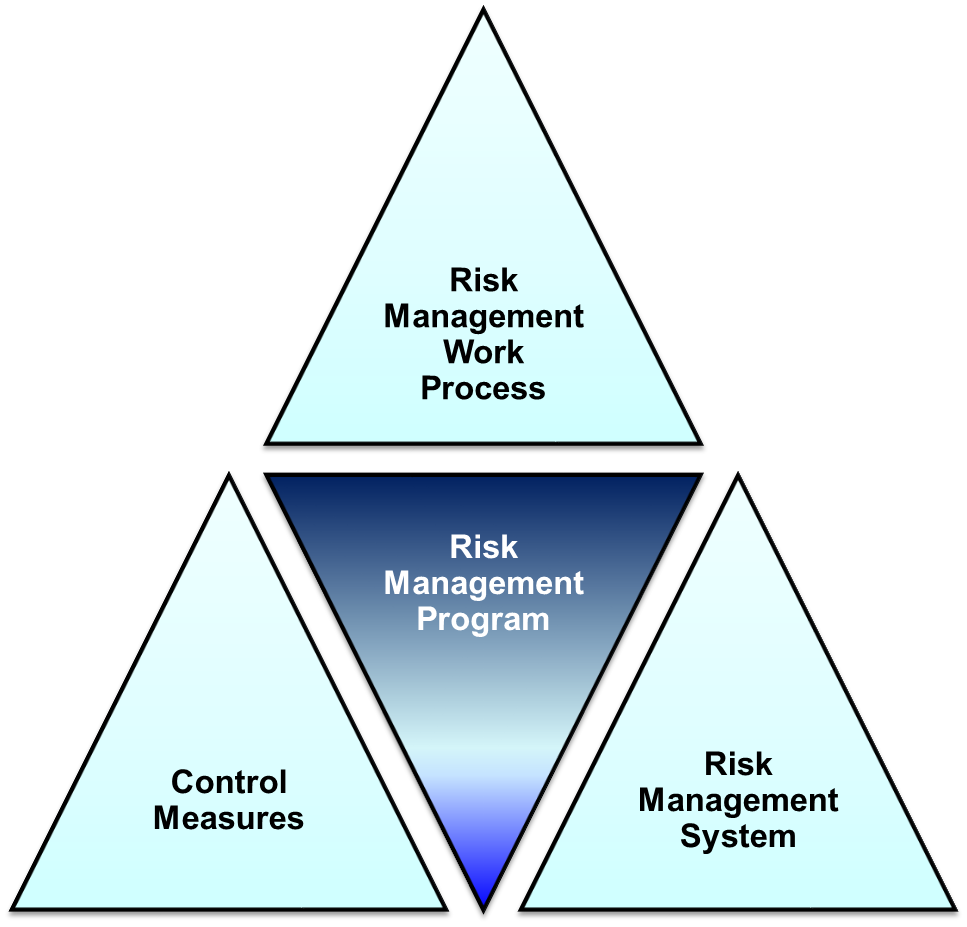 Risk
Management
Work
Process
Risk
Management
Program
Control
Measures
Risk
Management
System